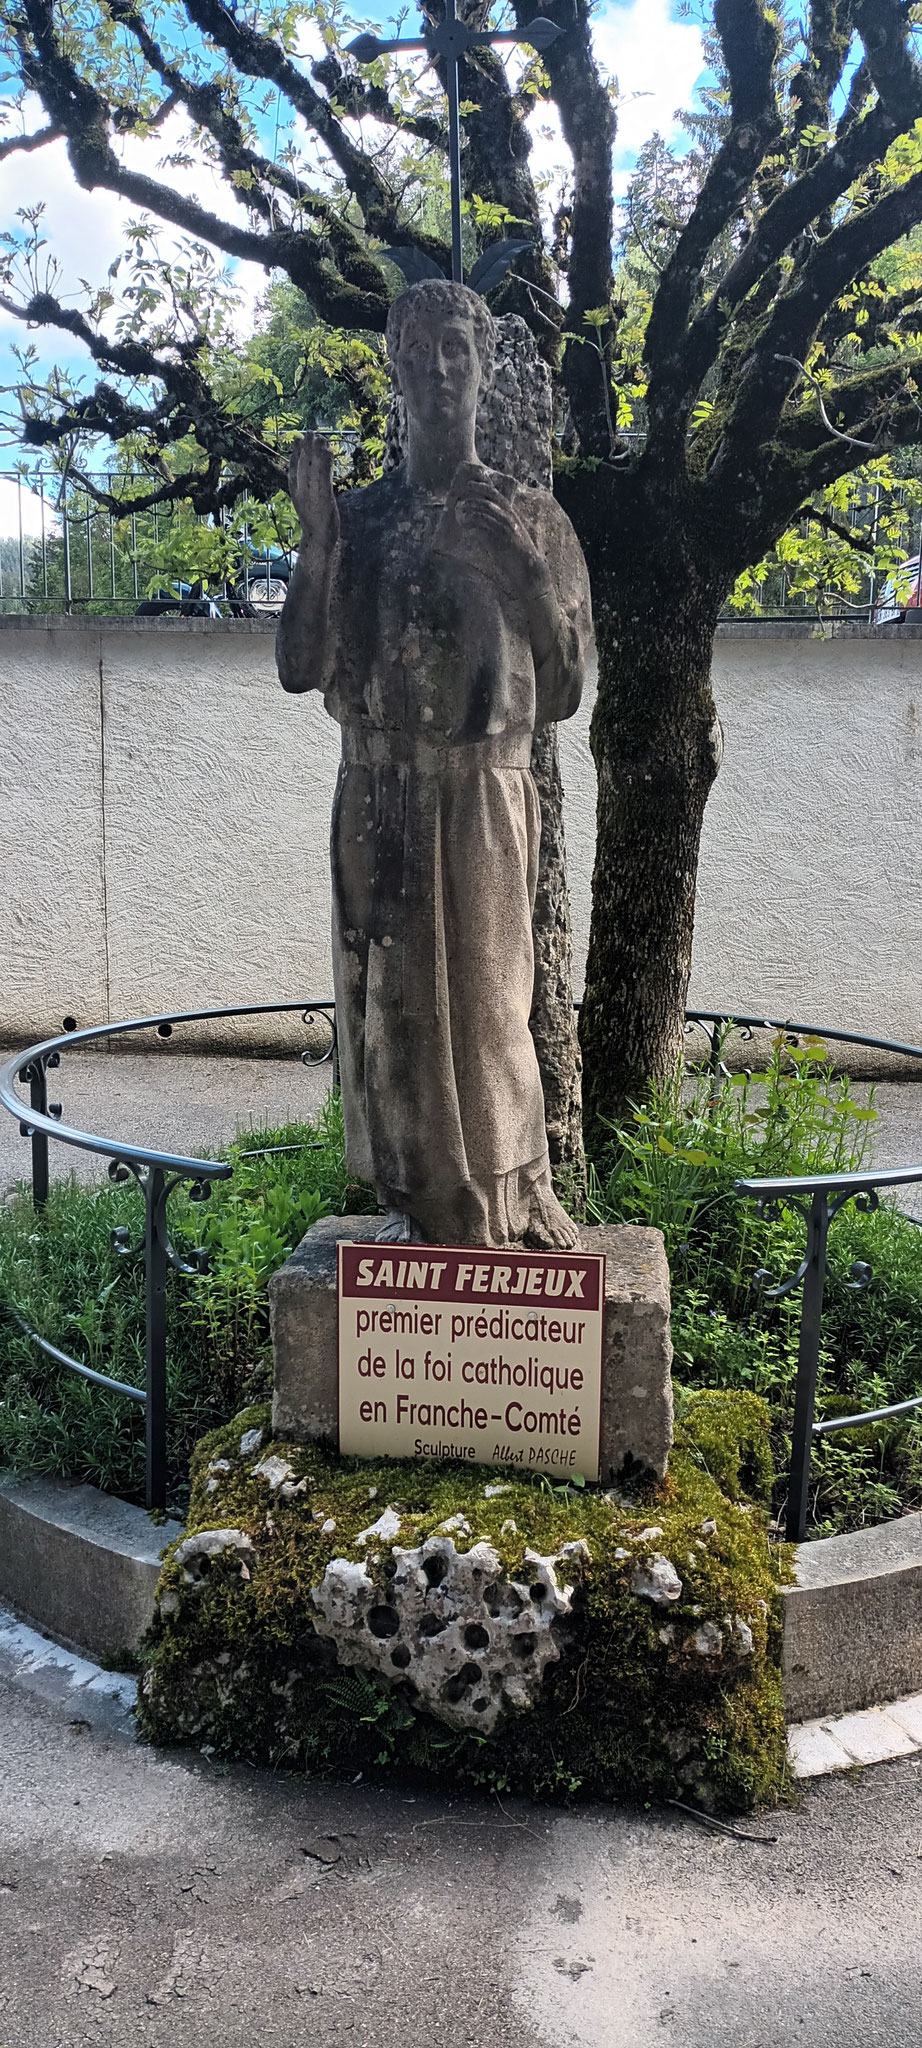 SAINT FERJEUX
premier prédicateur
de la foi catholique
en Franche-Comté
Sculpture Albert PASCHE